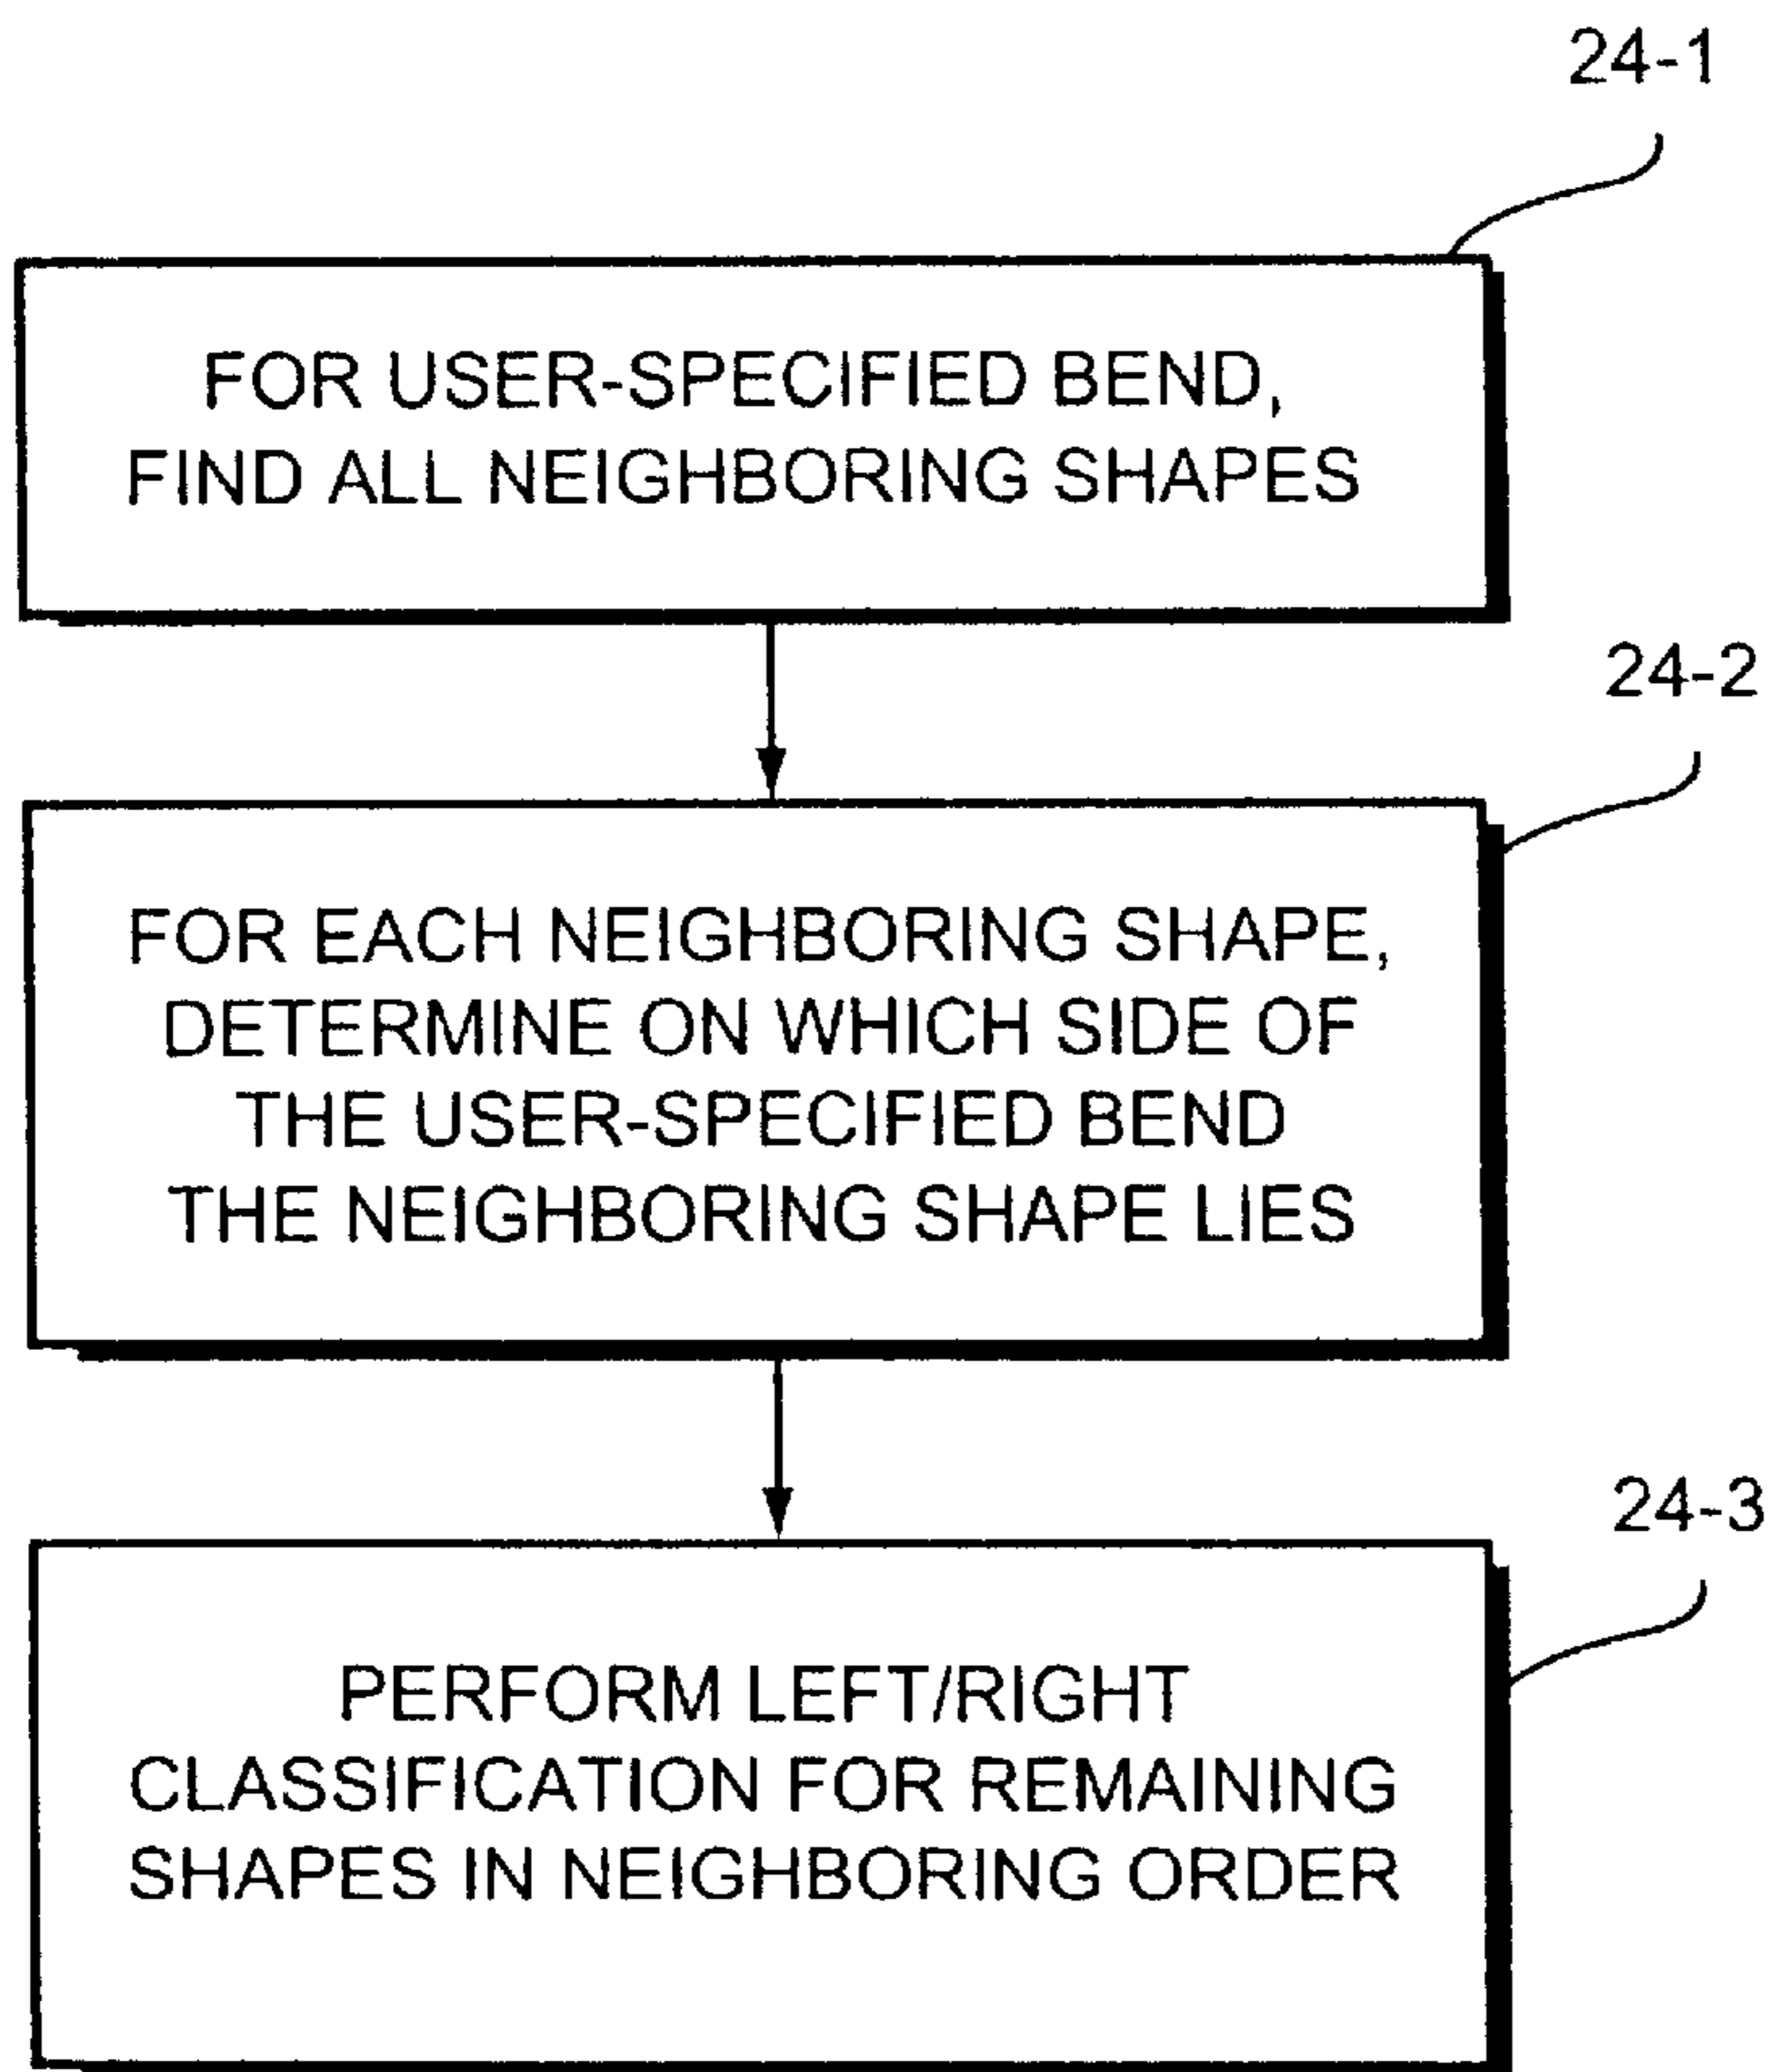 24-1
FOR USER-SPECIFIED BEND,
FIND ALL NEIGHBORING SHAPES
24-2
FOR EACH NEIGHBORING SHAPE,
DETERMINE ON WHICH SIDE OF
THE USER-SPECIFIED BEND
THE NEIGHBORING SHAPE LIES
24-3
PERFORM LEFT/RIGHT
CLASSIFICATION FOR REMAINING
SHAPES IN NEIGHBORING ORDER